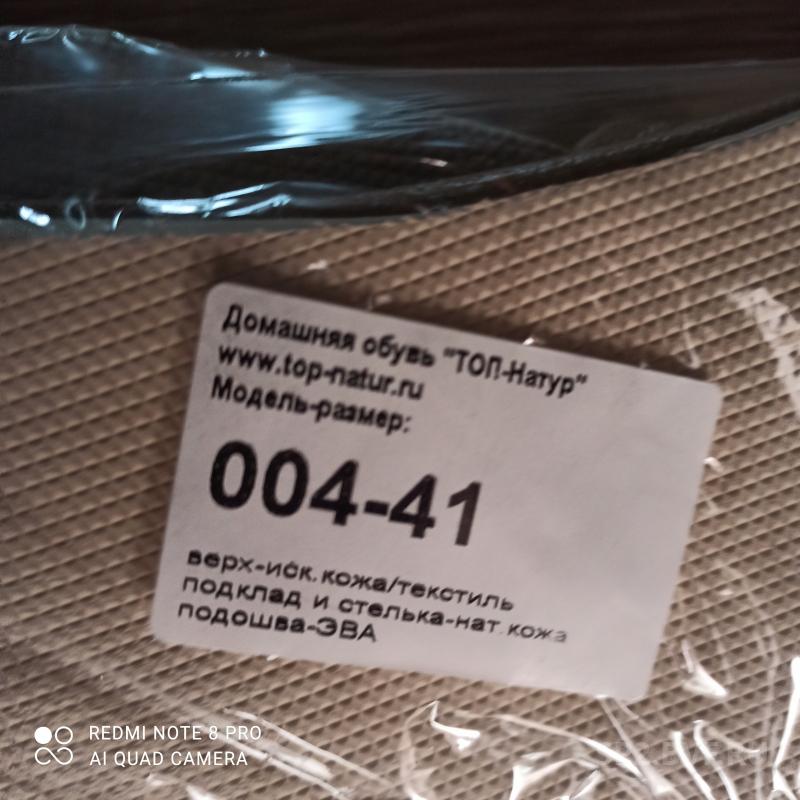 Домашняя обувь "ТОП-Натур"
www.top-natur.ru
Модель-размер:
004-41
верх-иск.кожа/текстиль
подклад и стелька-нат.кожа
подошва-ЭВА
REDMI NOTE 8 PRO
AI QUAD CAMERA